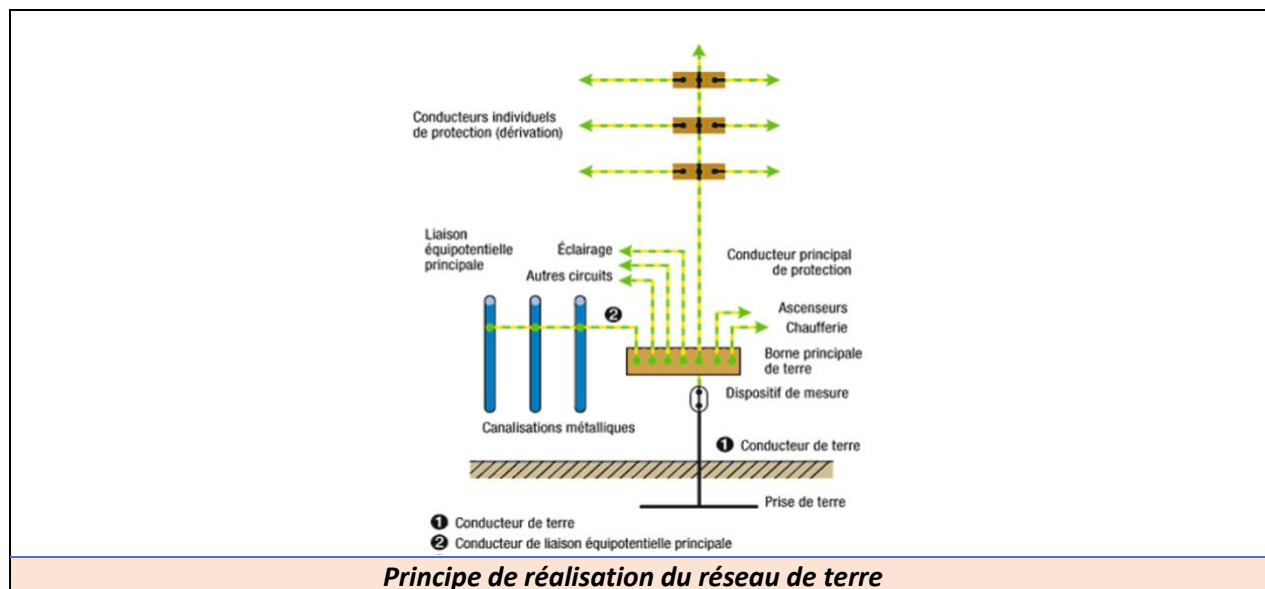 Conducteurs individuels
de protection (dérivation)
Liaison
équipotentielle
principale
Éclairage
Autres circuits
Conducteur principal
de protection
Ascenseurs
Chaufferie
❷
Borne principale
de terre
Dispositif de mesure
Canalisations métalliques
❶ Conducteur de terre
Prise de terre
❶ Conducteur de terre
❷ Conducteur de liaison équipotentielle principale
Principe de réalisation du réseau de terre